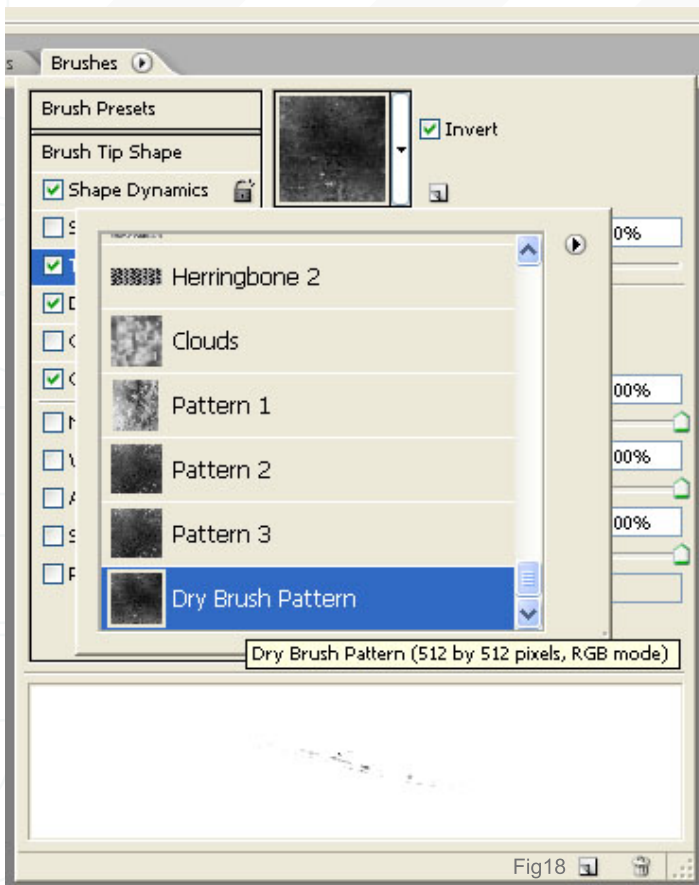 Brushes
Brush Presets
Invert
Brush Tip Shape
Shape Dynamics
0%
Herringbone 2
Clouds
Pattern 1
00%
Pattern 2
00%
Pattern 3
00%
Dry Brush Pattern
Dry Brush Pattern (512 by 512 pixels, RGB mode)
Fig18